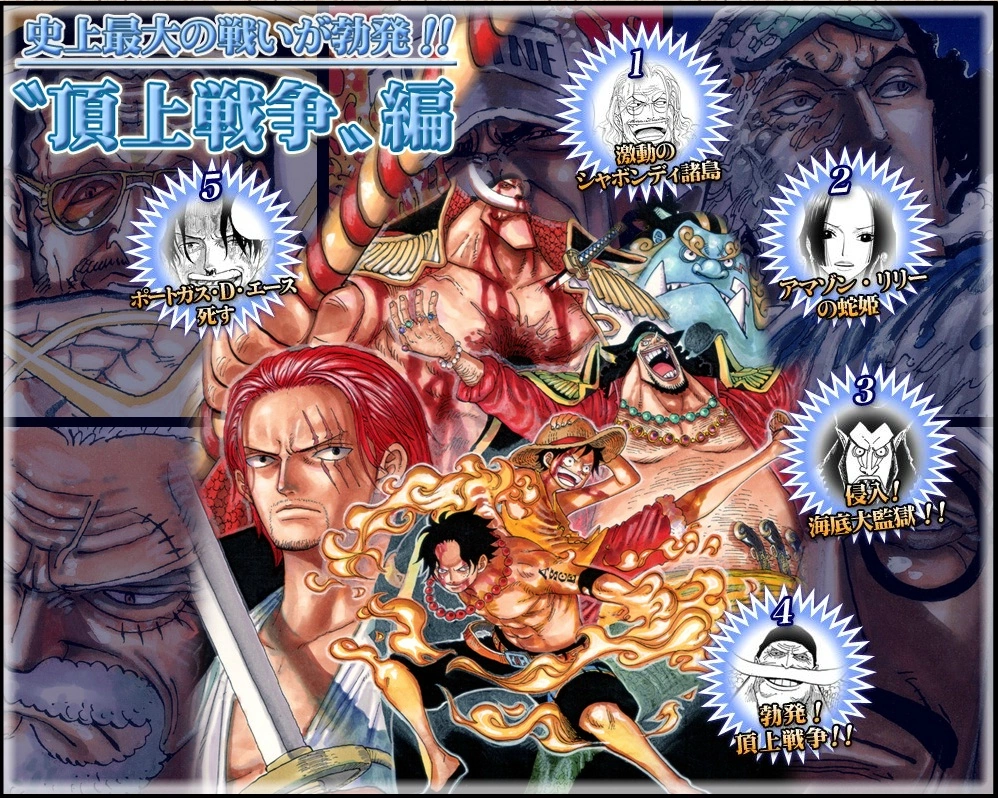 史上最大の戦いが勃発!!
〝頂上戦争〟編
1
激動の
シャボンディ諸島
2
アマゾン・リリー
の蛇姫
3
侵入!
海底大監獄!!
4
勃発!
頂上戦争!!
5
ポートガス・D・エース
死す